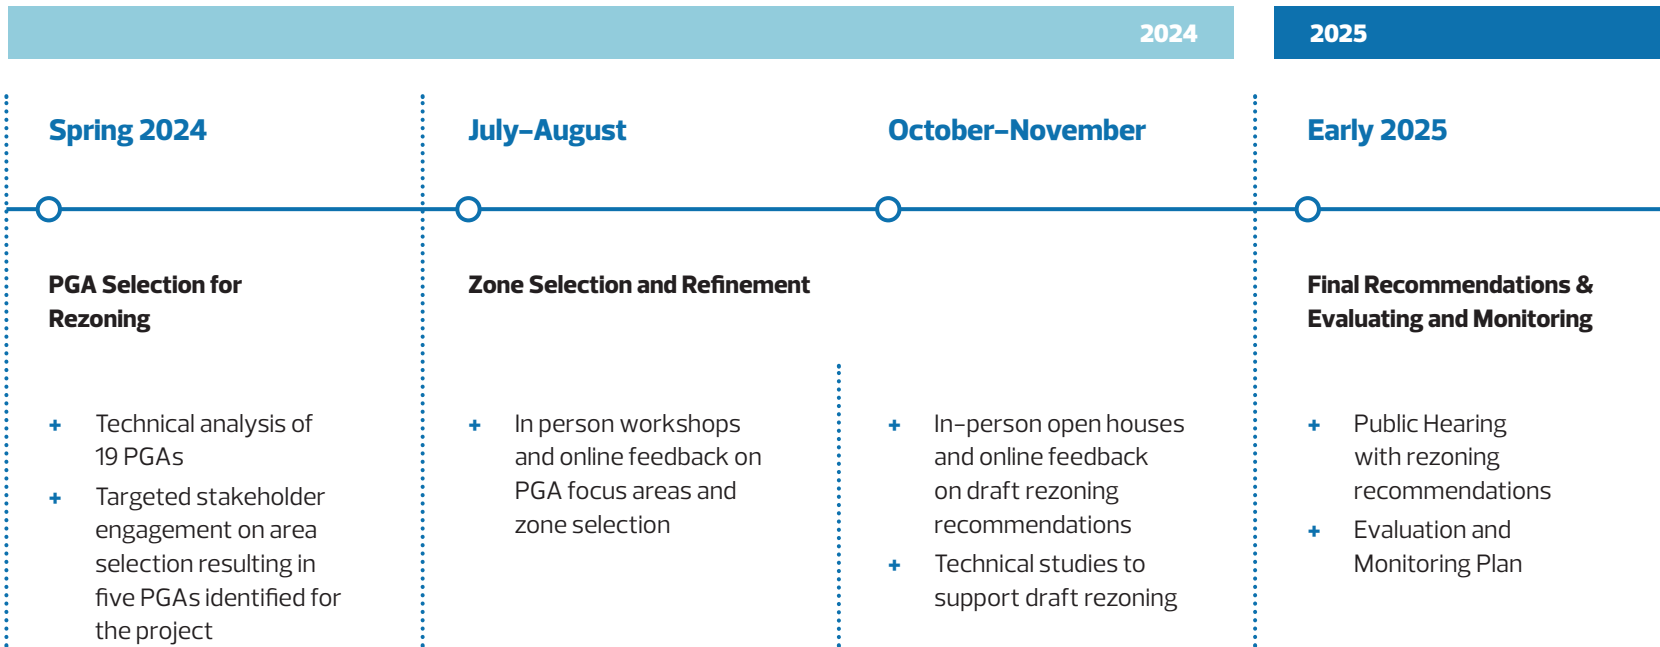 2024
2025
Spring 2024
July–August
October–November
Early 2025
PGA Selection for
Rezoning
Zone Selection and Refinement
Final Recommendations &
Evaluating and Monitoring
+ Technical analysis of
19 PGAs
+ Targeted stakeholder
engagement on area
selection resulting in
five PGAs identified for
the project
+ In person workshops
and online feedback on
PGA focus areas and
zone selection
+ In-person open houses
and online feedback
on draft rezoning
recommendations
+ Technical studies to
support draft rezoning
+ Public Hearing
with rezoning
recommendations
+ Evaluation and
Monitoring Plan